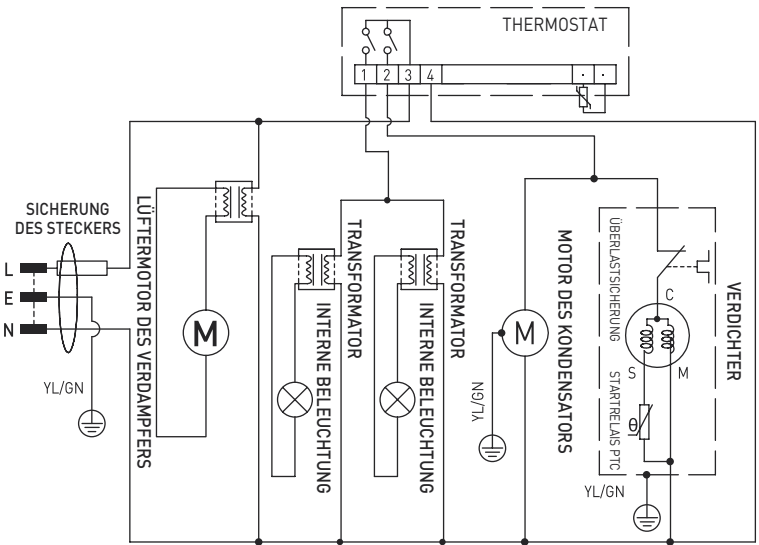 THERMOSTAT
1 2 3 4
SICHERUNG
DES STECKERS
L
E
N
YL/GN
LÜFTERMOTOR DES VERDAMPFERS
M
TRANSFORMATOR
INTERNE BELEUCHTUNG
TRANSFORMATOR
INTERNE BELEUCHTUNG
M
YL/GN
MOTOR DES KONDENSATORS
ÜBERLASTSICHERUNG
C
S
M
STARTRELAIS PTC
θ
YL/GN
VERDICHTER